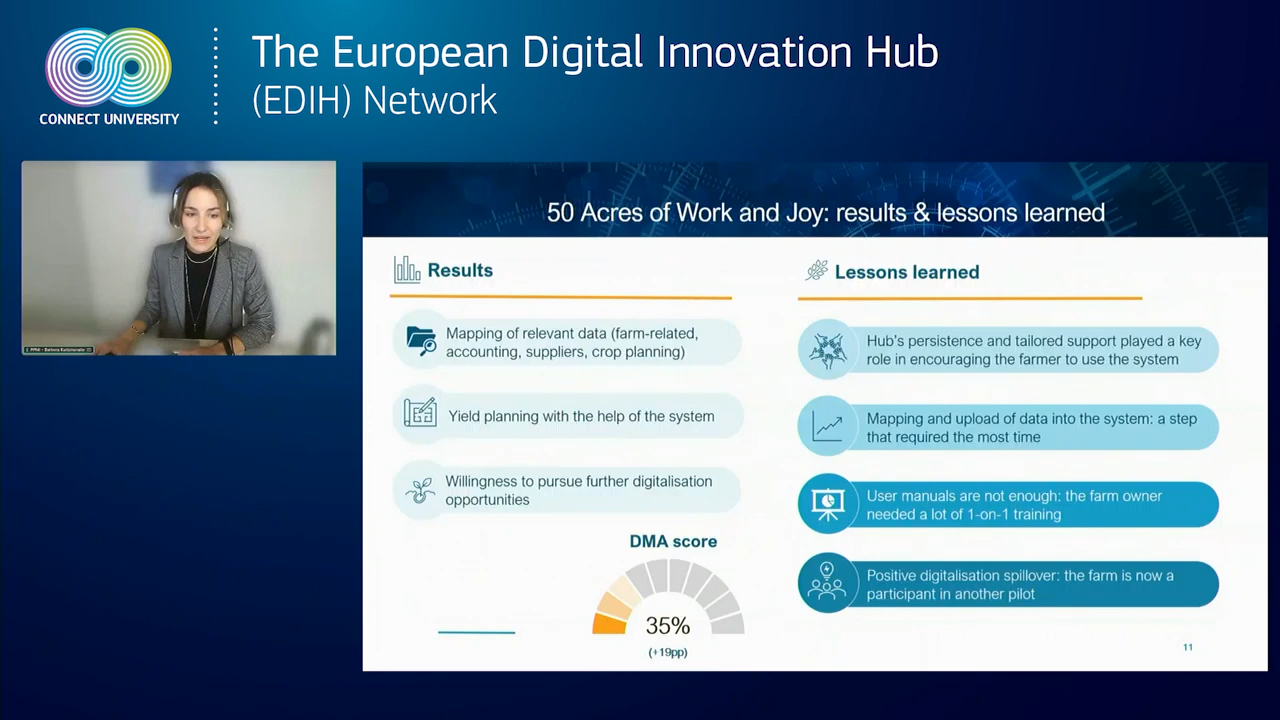 The European Digital Innovation Hub
(EDIH) Network
CONNECT UNIVERSITY
50 Acres of Work and Joy: results & lessons learned
Results
Mapping of relevant data (farm-related,
accounting, suppliers, crop planning)
Yield planning with the help of the system
Willingness to pursue further digitalisation
opportunities
DMA score
35%
(+19pp)
Lessons learned
Hub's persistence and tailored support played a key
role in encouraging the farmer to use the system
Mapping and upload of data into the system: a step
that required the most time
User manuals are not enough: the farm owner
needed a lot of 1-on-1 training
Positive digitalisation spillover: the farm is now a
participant in another pilot
11